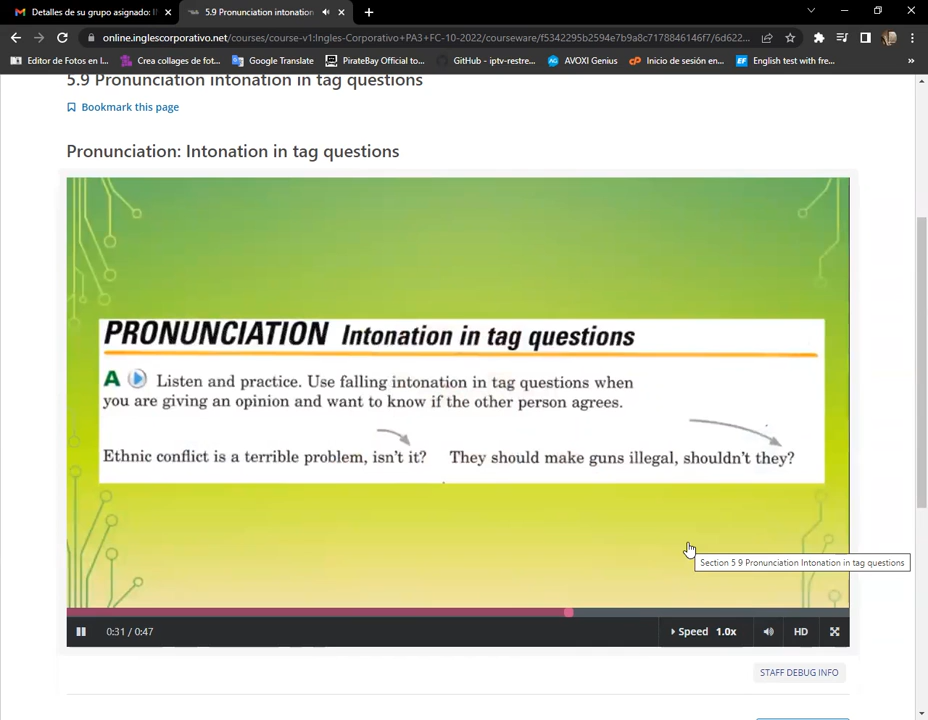 Detalles de su grupo asignado: I
5.9 Pronunciation intonation
online.inglescorporativo.net/courses/course-v1:Ingles-Corporativo+PA3+FC-10-2022/courseware/f5342295b2594e7b9a8c7178846146f7/6d622...
Editor de Fotos en l...
Crea collages de fot...
Google Translate
PirateBay Official to...
GitHub - iptv-restre...
AVOXI Genius
Inicio de sesión en...
English test with fre...
»
5.9 Pronunciation intonation in tag questions
Bookmark this page
Pronunciation: Intonation in tag questions
PRONUNCIATION Intonation in tag questions
A Listen and practice. Use falling intonation in tag questions when
you are giving an opinion and want to know if the other person agrees.
Ethnic conflict is a terrible problem, isn't it? They should make guns illegal, shouldn't they?
Section 5 9 Pronunciation Intonation in tag questions
0:31 / 0:47
Speed 1.0x
HD
STAFF DEBUG INFO